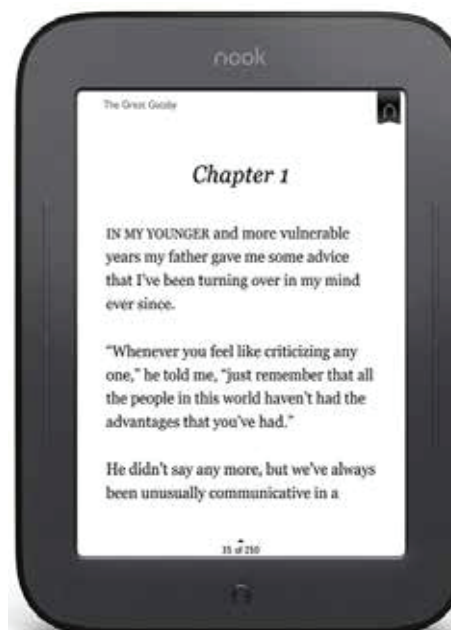 nook
The Great Gatsby
Chapter 1
IN MY YOUNGER and more vulnerable
years my father gave me some advice
that I've been turning over in my mind
ever since.
“Whenever you feel like criticizing any
one,” he told me, “just remember that all
the people in this world haven't had the
advantages that you've had.”
He didn't say any more, but we've always
been unusually communicative in a
35 of 250